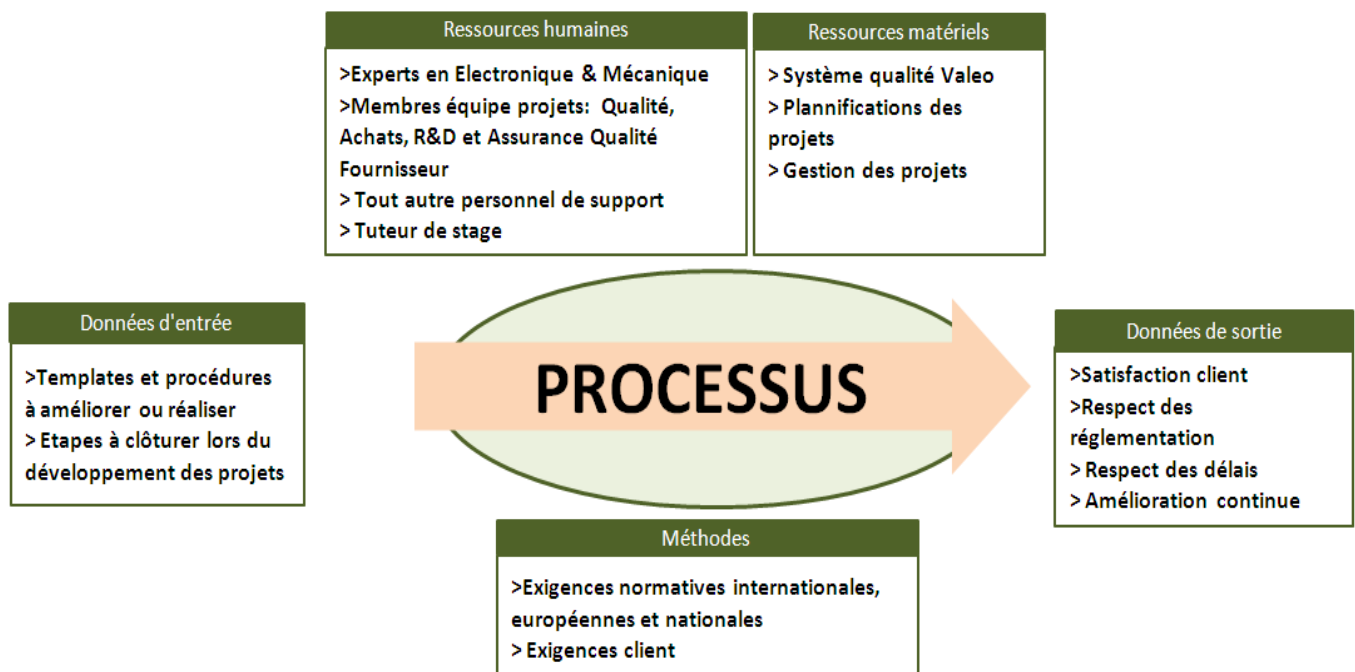 Ressources humaines
>Experts en Electronique & Mécanique
>Membres équipe projets: Qualité,
Achats, R&D et Assurance Qualité
Fournisseur
> Tout autre personnel de support
> Tuteur de stage
Ressources matériels
> Système qualité Valeo
> Plannifications des
projets
> Gestion des projets
Données d'entrée
>Templates et procédures
à améliorer ou réaliser
> Etapes à clôturer lors du
développement des projets
PROCESSUS
Données de sortie
>Satisfaction client
>Respect des
réglementation
> Respect des délais
> Amélioration continue
Méthodes
>Exigences normatives internationales,
européennes et nationales
> Exigences client